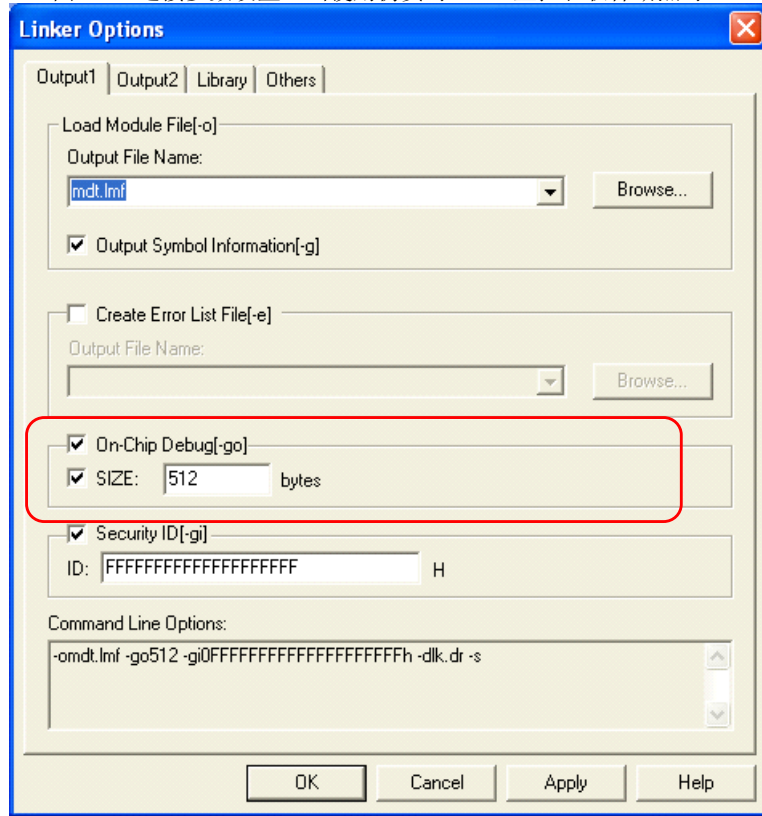 Linker Options
Output1 Output2 Library Others
Load Module File[-o]
Output File Name:
mdt.lmf
Browse...
Output Symbol Information[-g]
Create Error List File[-e]
Output File Name:
Browse...
On-Chip Debug[-go]
SIZE: 512 bytes
Security ID[-gi]
ID: FFFFFFFFFFFFFFFFFFFF H
Command Line Options:
-omdt.lmf -go512 -gi0FFFFFFFFFFFFFFFFFFFFh -dlk.dr -s
OK Cancel Apply Help